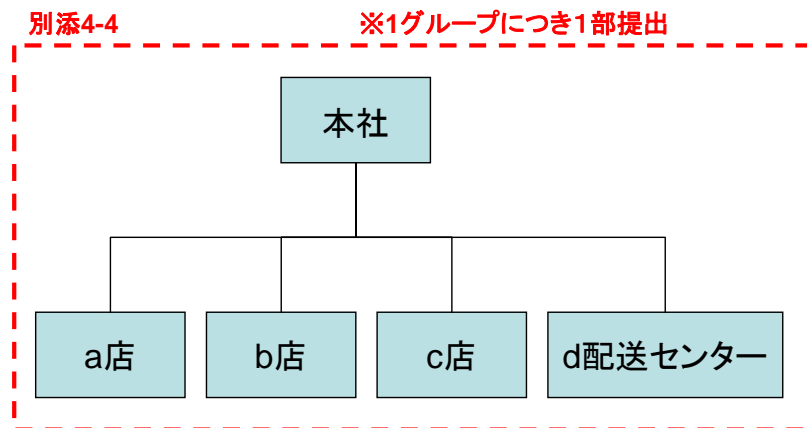 別添4-4
※1グループにつき1部提出
本社
a店
b店
c店
d配送センター